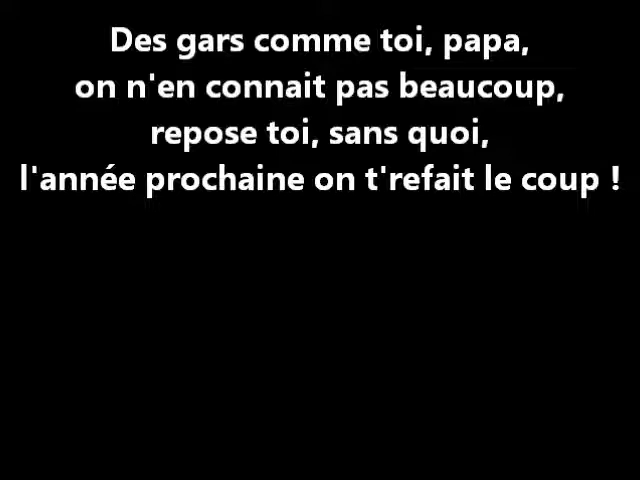 Des gars comme toi, papa,
on n'en connait pas beaucoup,
repose toi, sans quoi,
l'année prochaine on t'refait le coup !